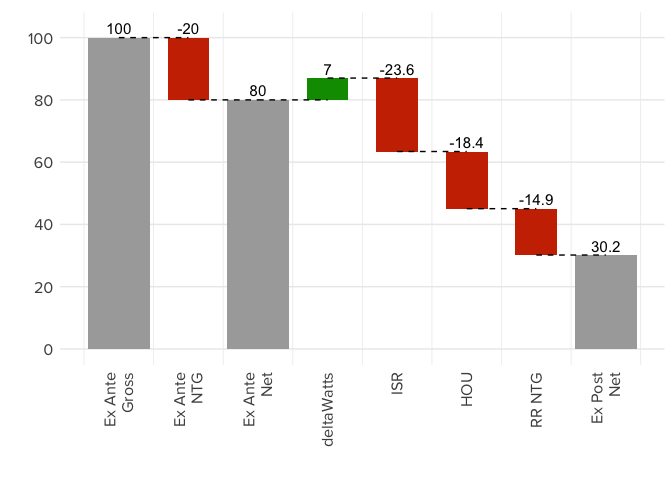 100
-20
80
7
-23.6
-18.4
-14.9
30.2
100
80
60
40
20
0
Ex Ante
Gross
Ex Ante
NTG
Ex Ante
Net
deltaWatts
ISR
HOU
RR NTG
Ex Post
Net